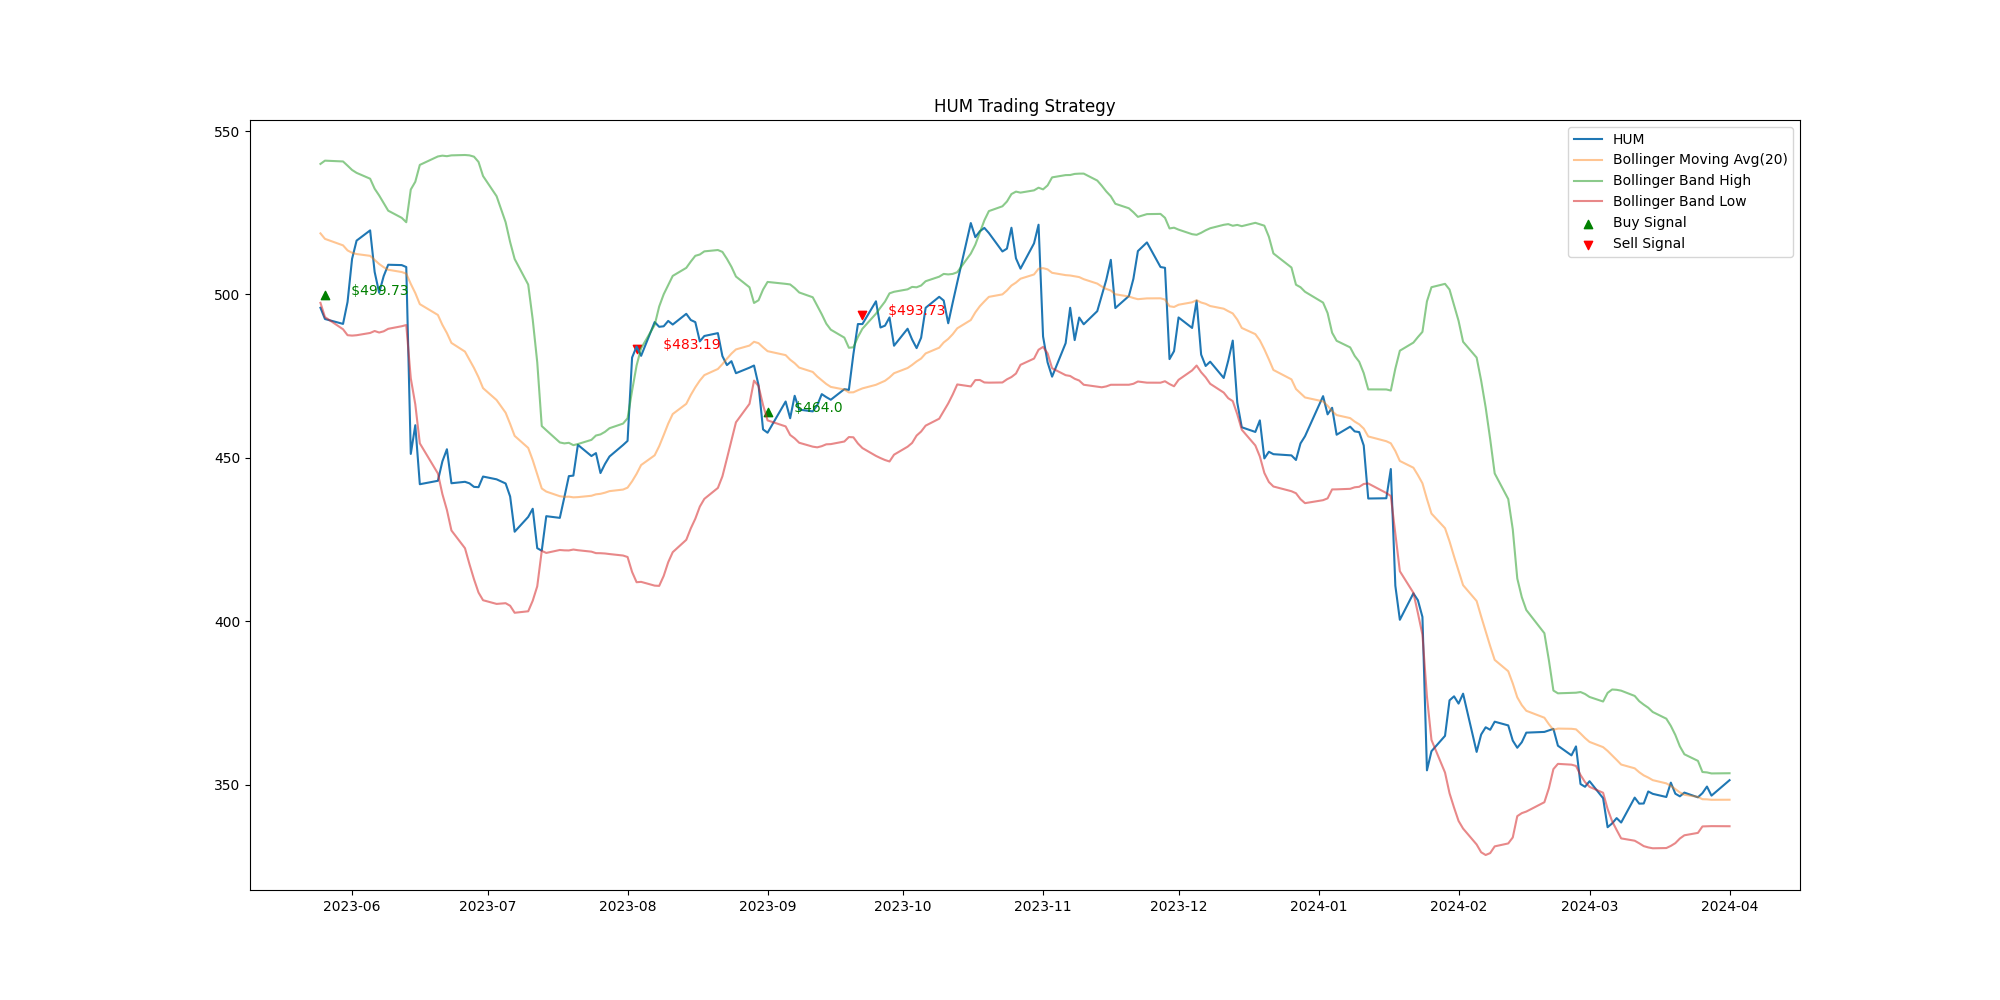 HUM Trading Strategy
550
500
450
400
350
HUM
Bollinger Moving Avg(20)
Bollinger Band High
Bollinger Band Low
Buy Signal
Sell Signal
$499.73
$483.19
$464.0
$493.73
2023-06
2023-07
2023-08
2023-09
2023-10
2023-11
2023-12
2024-01
2024-02
2024-03
2024-04